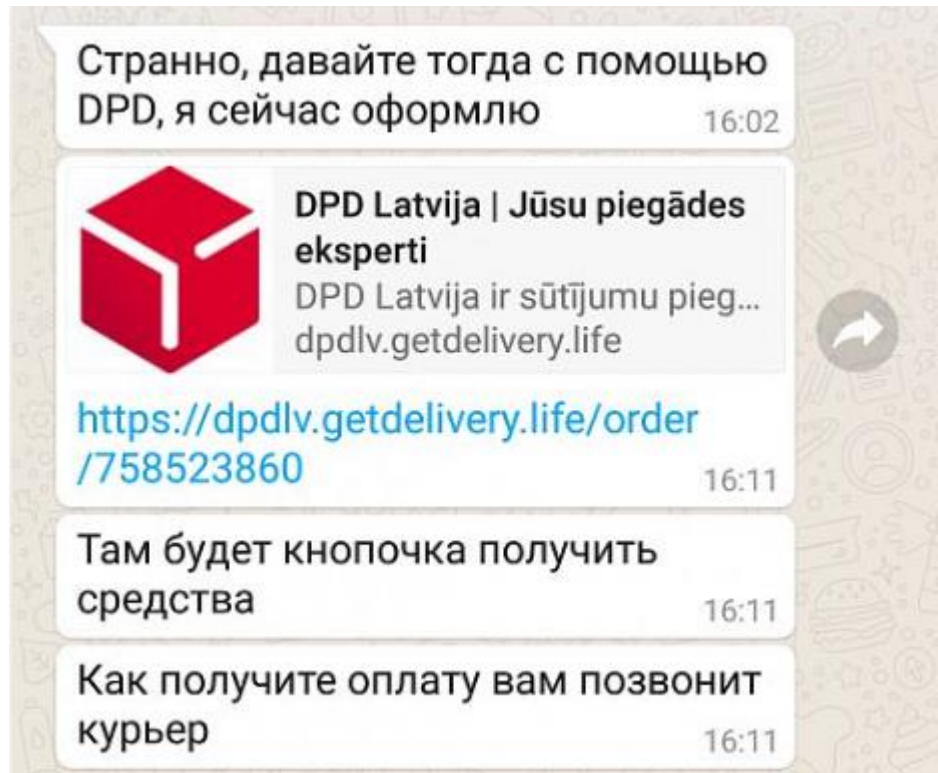 Странно, давайте тогда с помощью
DPD, я сейчас оформлю
16:02
DPD Latvija | Jūsu piegādes
eksperti
DPD Latvija ir sūtījumu pieg...
dpdlv.getdelivery.life
https://dpdlv.getdelivery.life/order
/758523860
16:11
Там будет кнопочка получить
средства
16:11
Как получите оплату вам позвонит
курьер
16:11